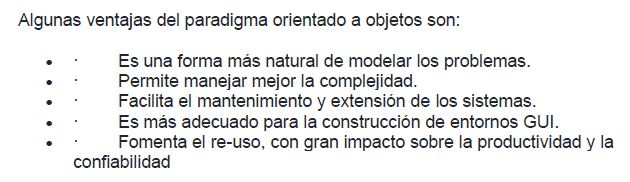 Algunas ventajas del paradigma orientado a objetos son:
• · Es una forma más natural de modelar los problemas.
• · Permite manejar mejor la complejidad.
• · Facilita el mantenimiento y extensión de los sistemas.
• · Es más adecuado para la construcción de entornos GUI.
• · Fomenta el re-uso, con gran impacto sobre la productividad y la
confiabilidad